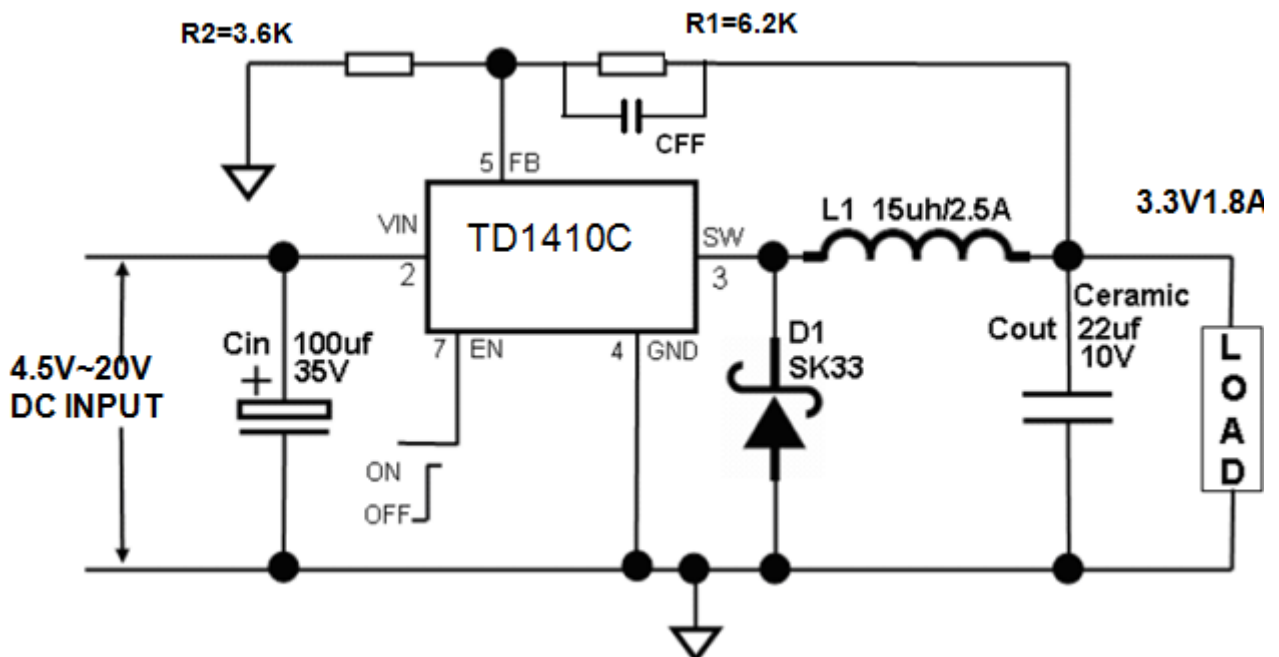 R2=3.6K
R1=6.2K
CFF
5 FB
VIN
2
TD1410C
SW
3
L1 15uh/2.5A
3.3V1.8A
7 EN
4 GND
Cin 100uf
35V
+
4.5V~20V
DC INPUT
ON
OFF
D1
SK33
Ceramic
Cout 22uf
10V
L
O
A
D